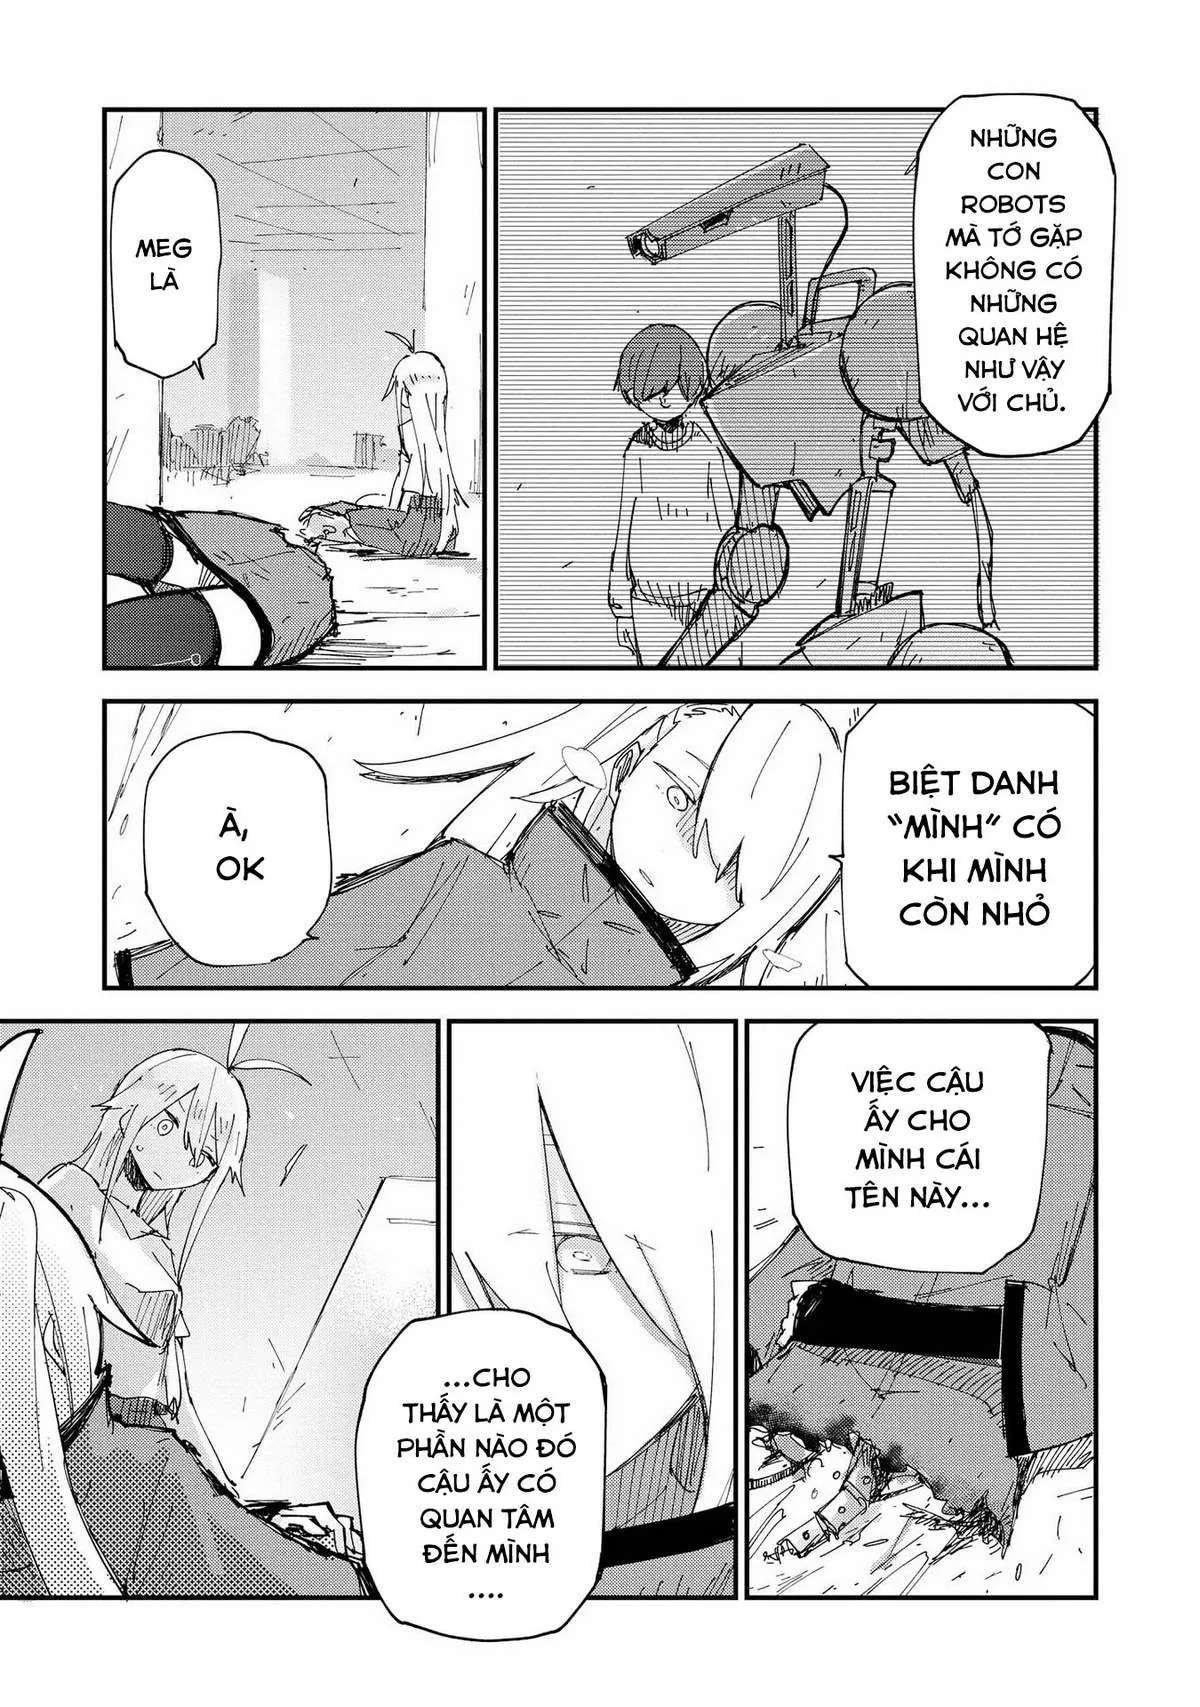 NHỮNG
CON
ROBOTS
MÀ TỚ GẶP
KHÔNG CÓ
NHỮNG
QUAN HỆ
NHƯ VẬY
VỚI CHỦ.
MEG
LÀ
BIỆT DANH
“MÌNH” CÓ
KHI MÌNH
CÒN NHỎ
À,
OK
VIỆC CẬU
ẤY CHO
MÌNH CÁI
TÊN NÀY...
...CHO
THẤY LÀ MỘT
PHẦN NÀO ĐÓ
CẬU ẤY CÓ
QUAN TÂM
ĐẾN MÌNH
....